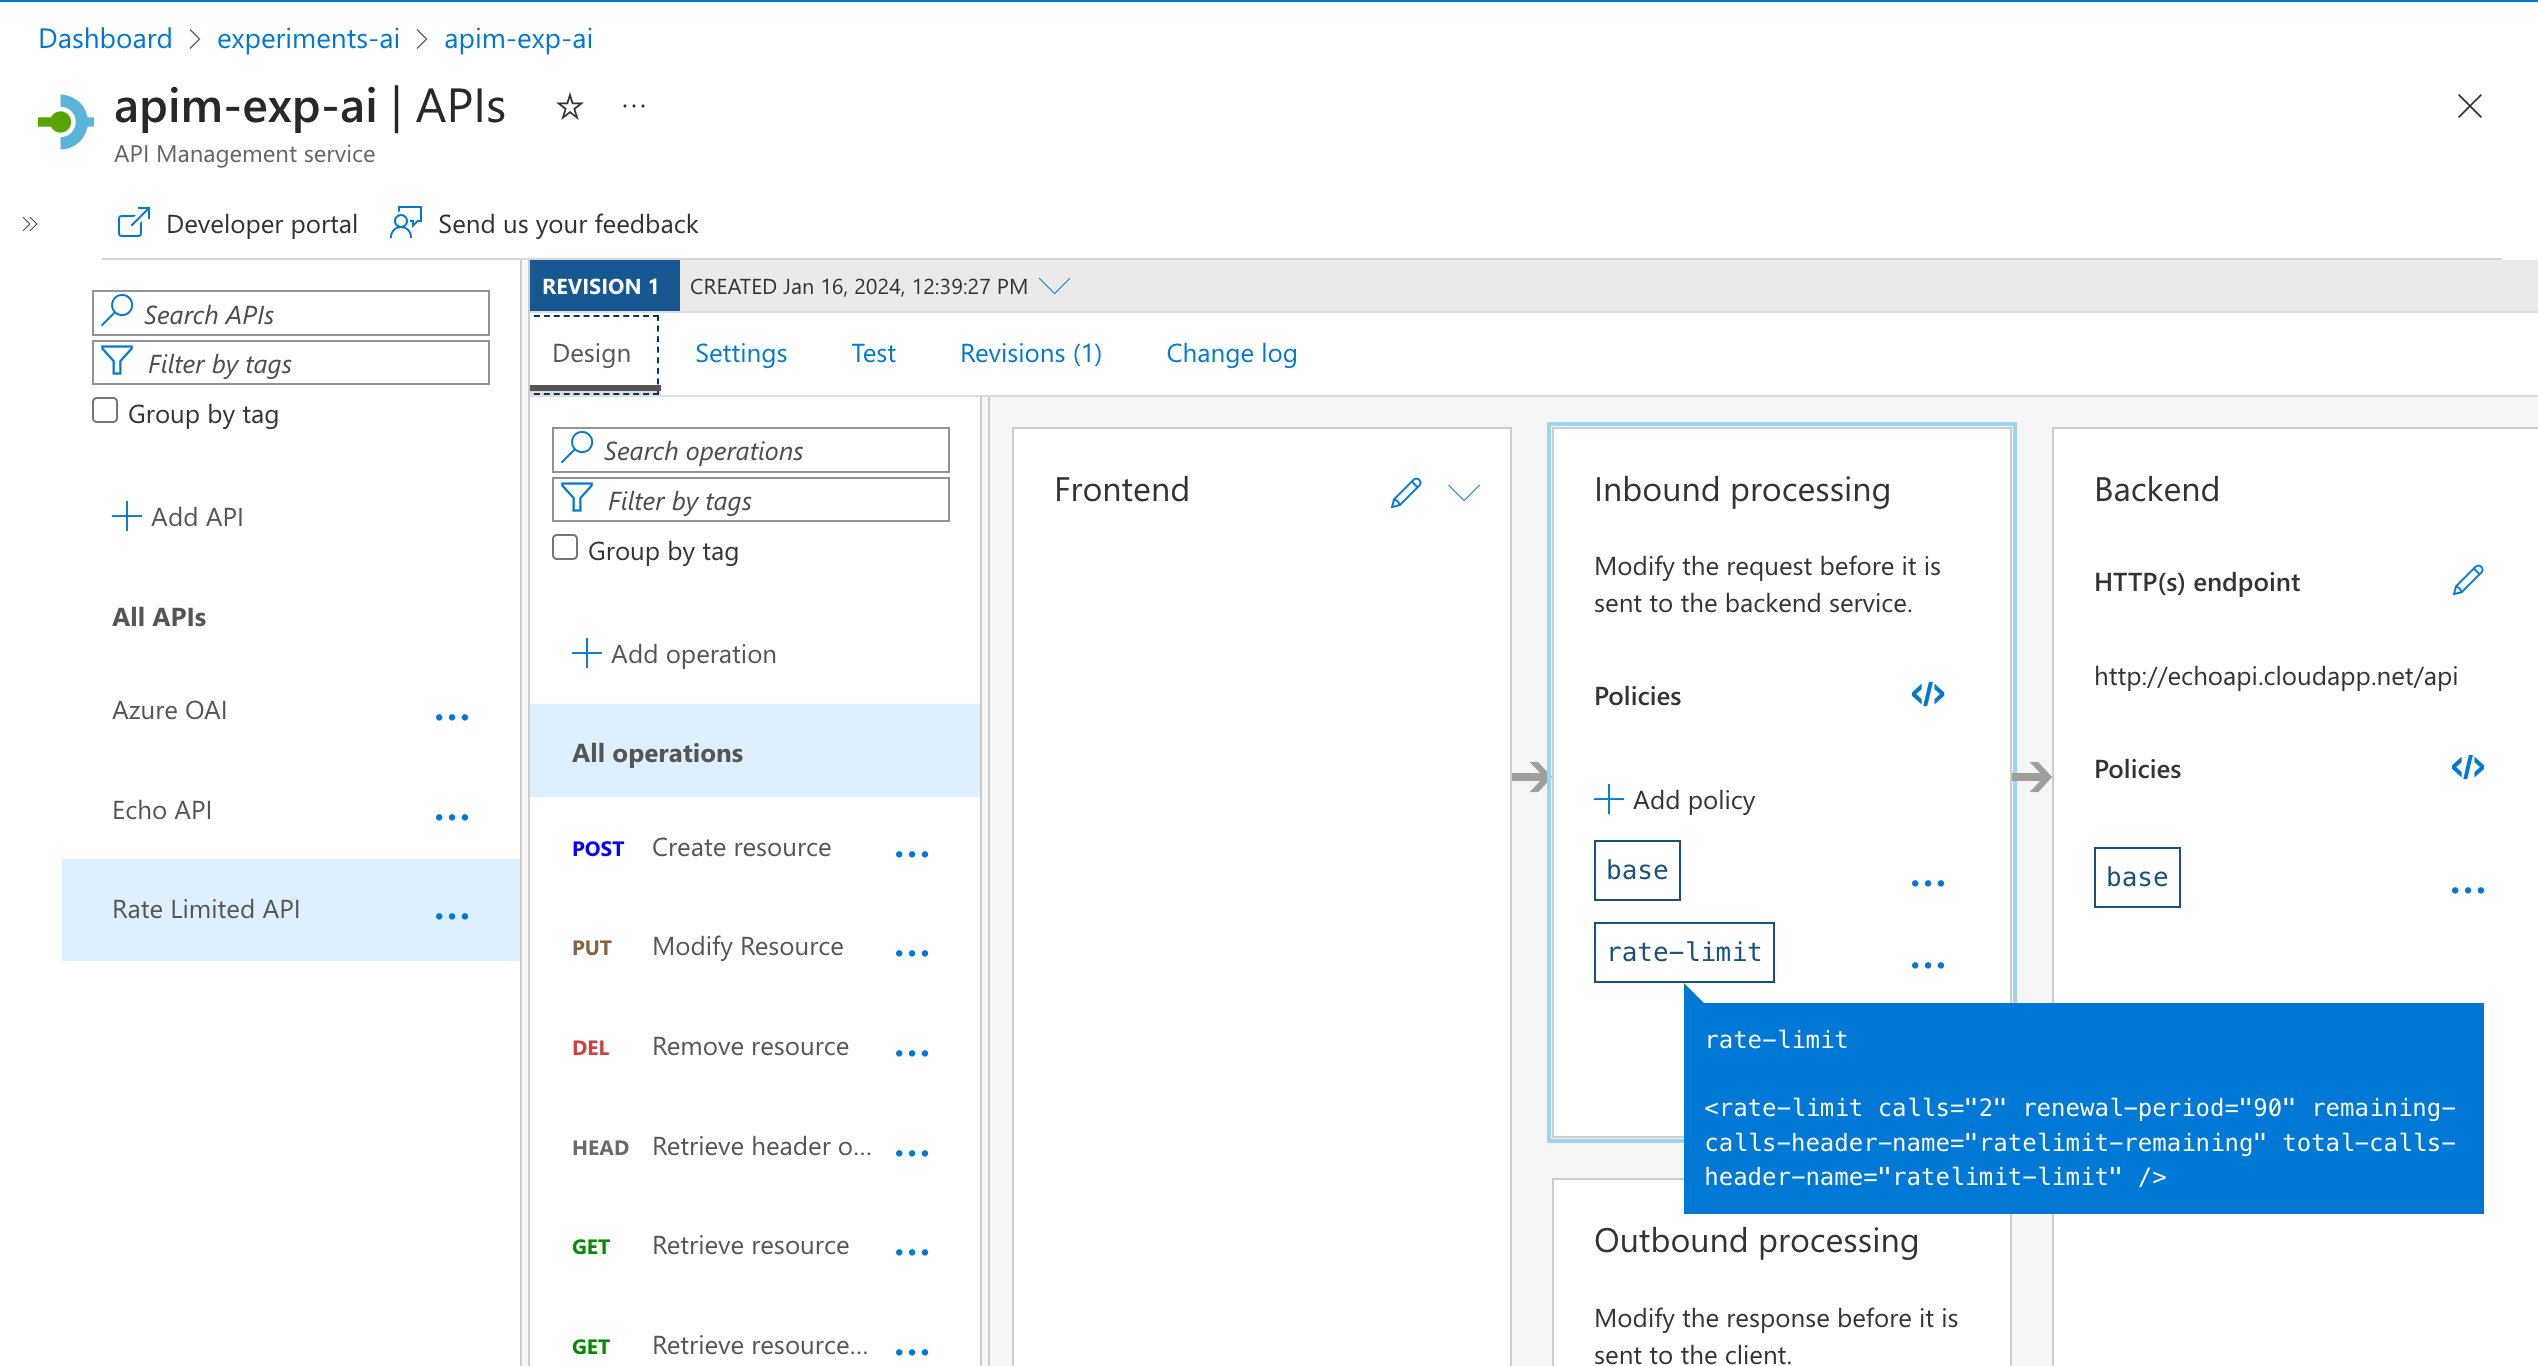 Dashboard > experiments-ai > apim-exp-ai
apim-exp-ai | APIs
API Management service
Developer portal
Send us your feedback
Search APIs
Filter by tags
Group by tag
Add API
All APIs
Azure OAI
Echo API
Rate Limited API
REVISION 1
CREATED Jan 16, 2024, 12:39:27 PM
Design
Settings
Test
Revisions (1)
Change log
Search operations
Filter by tags
Group by tag
Add operation
All operations
POST Create resource
PUT Modify Resource
DEL Remove resource
HEAD Retrieve header o...
GET Retrieve resource
GET Retrieve resource...
Frontend
Inbound processing
Modify the request before it is
sent to the backend service.
Policies
Add policy
base
rate-limit
rate-limit
<rate-limit calls="2" renewal-period="90" remaining-
calls-header-name="ratelimit-remaining" total-calls-
header-name="ratelimit-limit" />
Outbound processing
Modify the response before it is
sent to the client.
Backend
HTTP(s) endpoint
http://echoapi.cloudapp.net/api
Policies
base